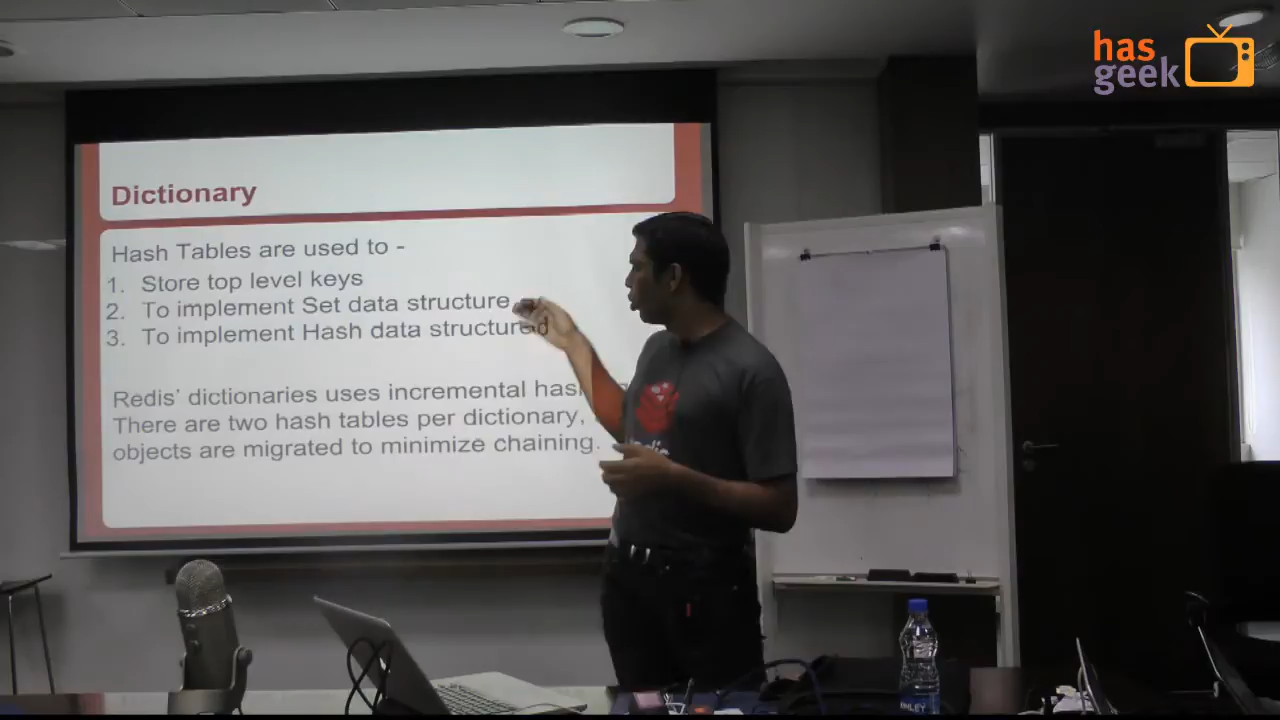 has
geek
Dictionary
Hash Tables are used to -
1. Store top level keys
2. To implement Set data structure
3. To implement Hash data structured
Redis' dictionaries uses incremental
There are two hash tables per dictionary,
objects are migrated to minimize chaining.